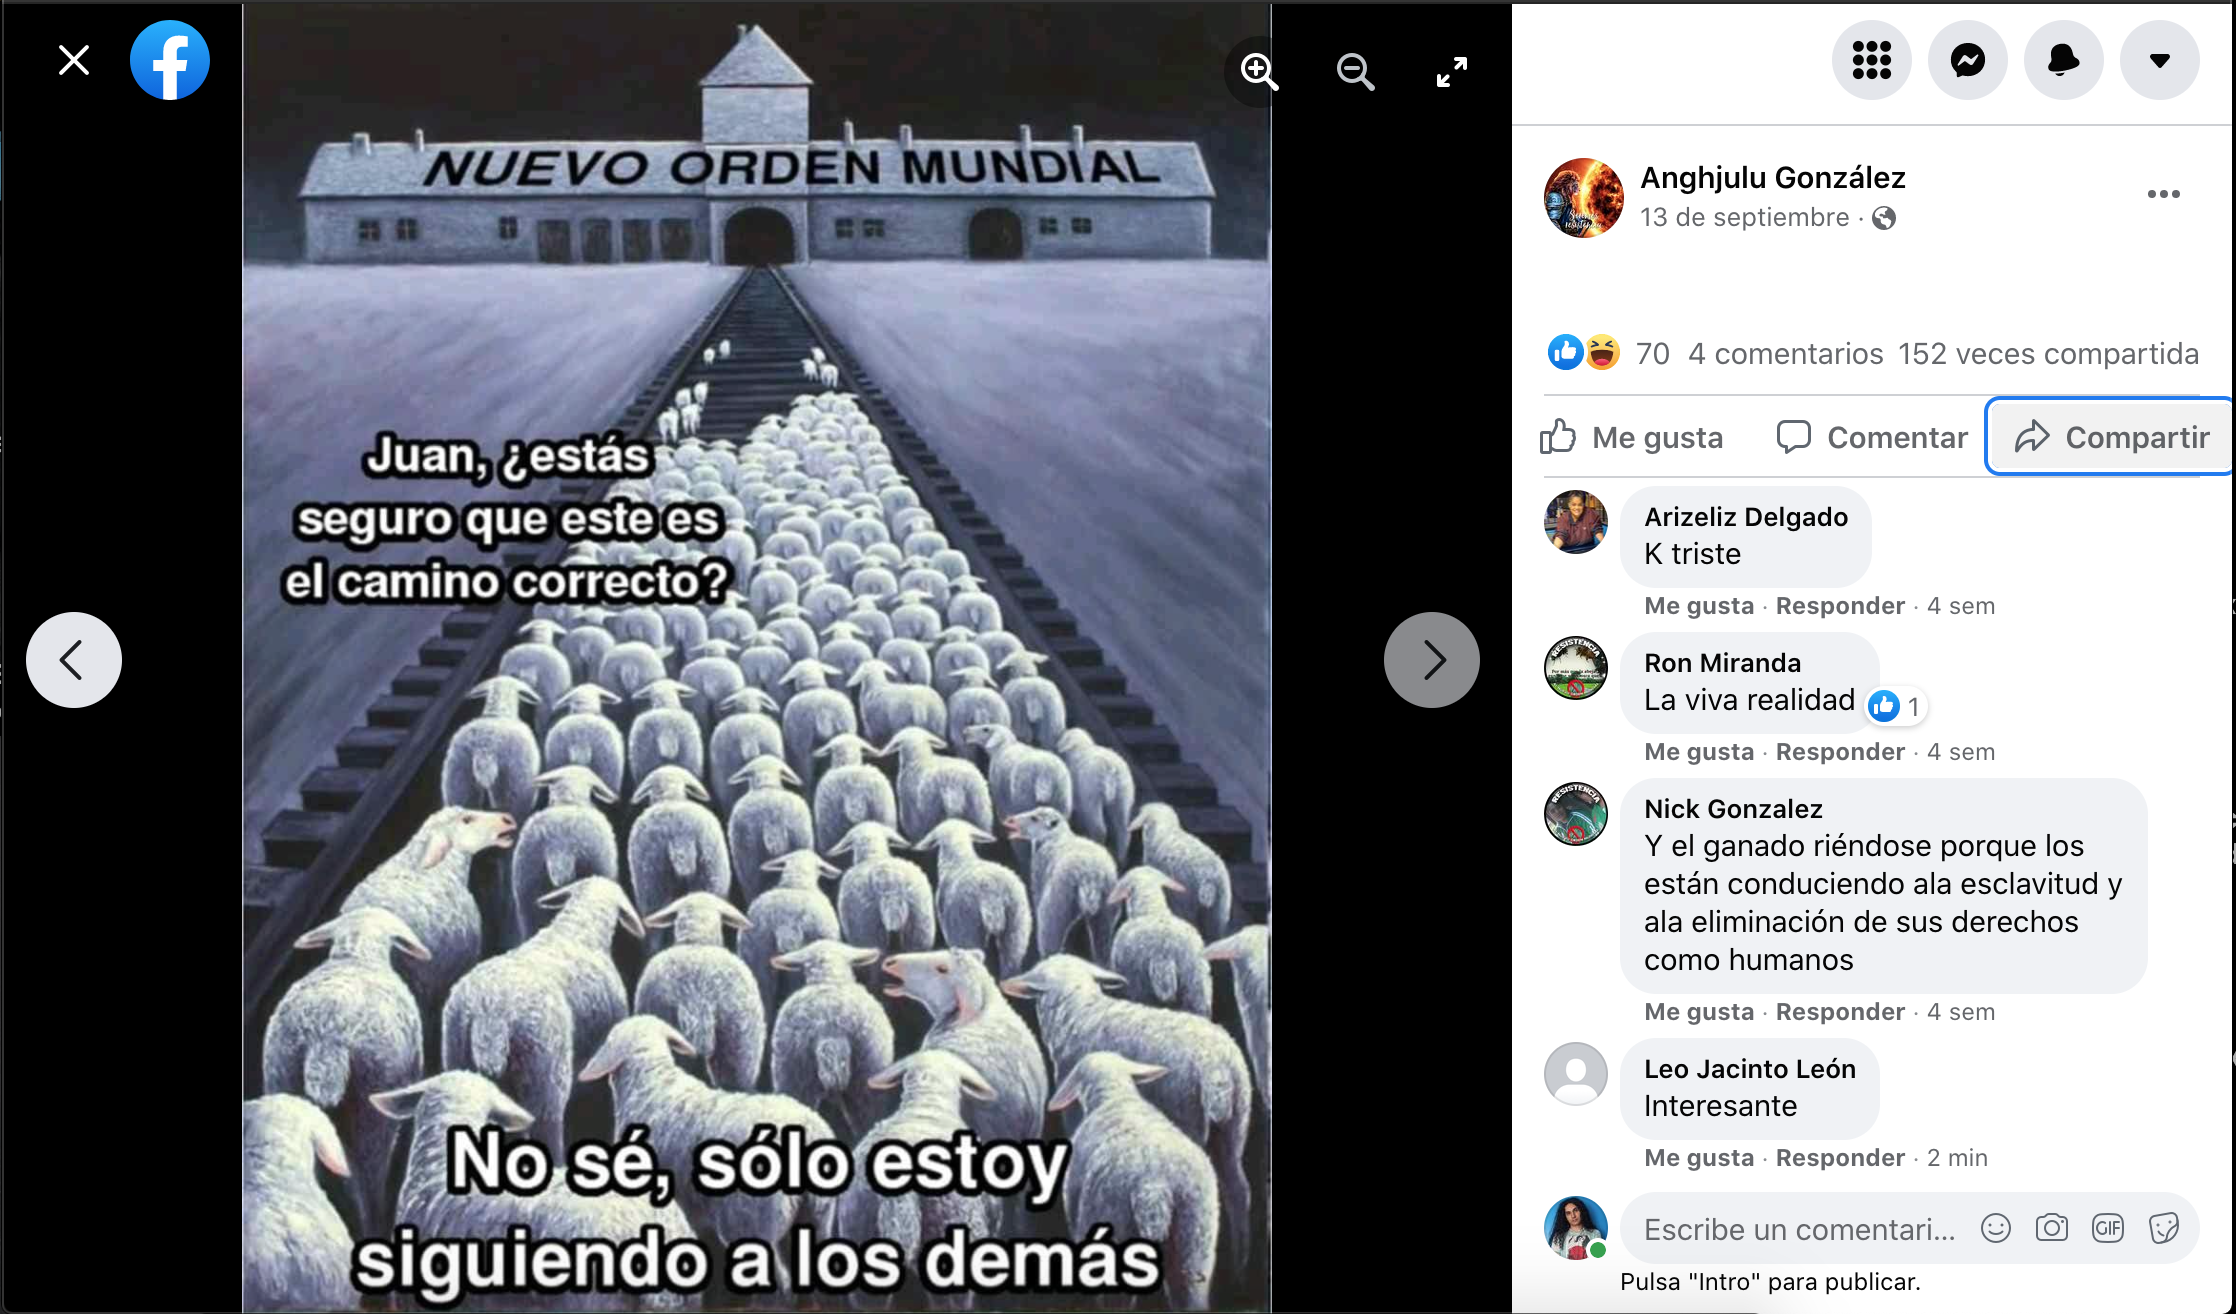 NUEVO ORDEN MUNDIAL
Juan, ¿estás
seguro que este es
el camino correcto?
No sé, sólo estoy
siguiendo a los demás
Anghjulu González
13 de septiembre ·
70 4 comentarios 152 veces compartida
Me gusta Comentar Compartir
Arizeliz Delgado
K triste
Me gusta · Responder · 4 sem
Ron Miranda
La viva realidad
1
Me gusta · Responder · 4 sem
RESISTENCIA
Nick Gonzalez
Y el ganado riéndose porque los
están conduciendo ala esclavitud y
ala eliminación de sus derechos
como humanos
Me gusta · Responder · 4 sem
RESISTENCIA
Leo Jacinto León
Interesante
Me gusta · Responder · 2 min
Escribe un comentari...
GIF
Pulsa "Intro" para publicar.